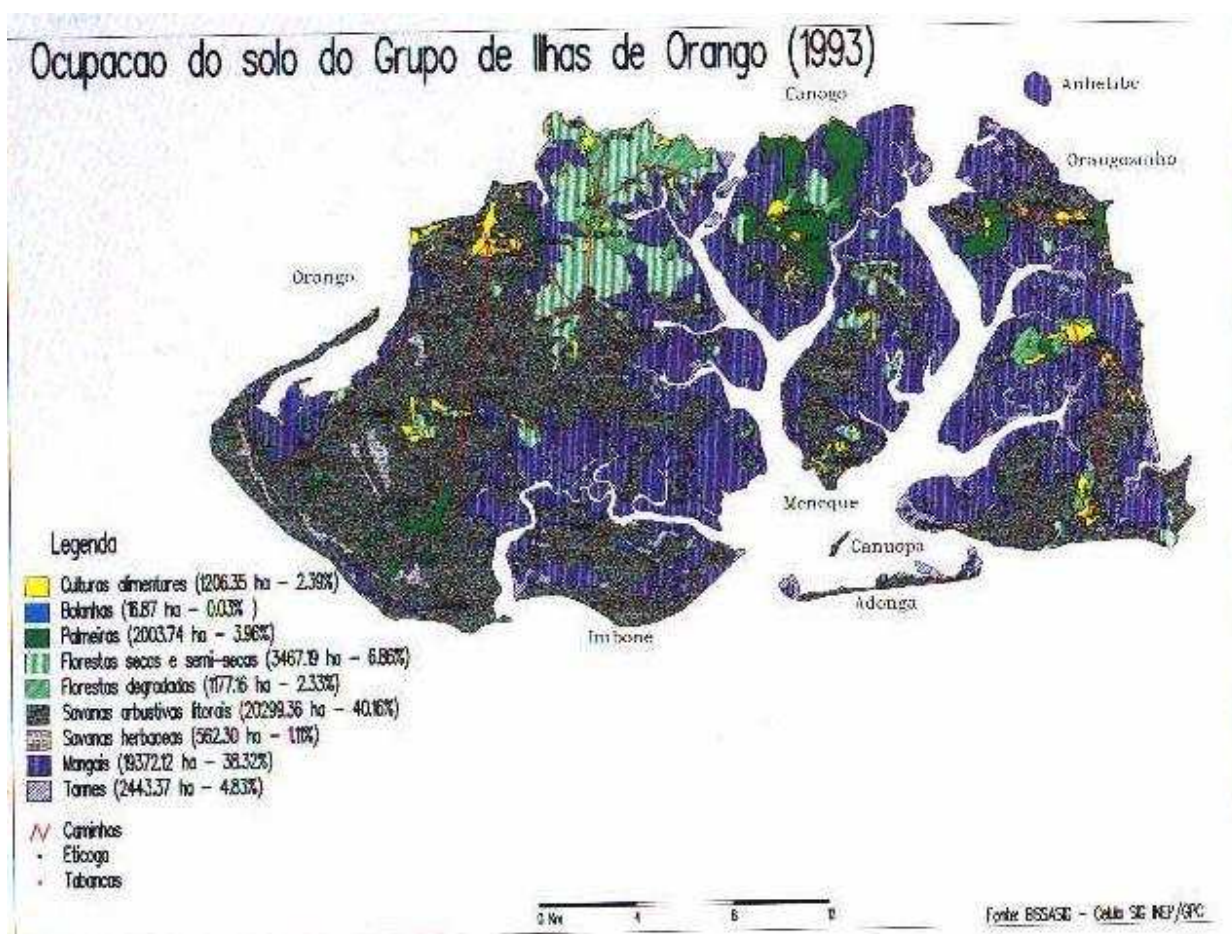 Ocupacao do solo do Grupo de Ilhas de Orango (1993)
Canogo
Anhetibe
Orangozinho
Orango
Meneque
Canuopa
Adonga
Imbone
Legenda
Culturas alimentares (1206.35 ha - 2.39%)
Bolanhas (16.87 ha - 0.03% )
Palmeiras (2003.74 ha - 3.96%)
Florestas secas e semi-secas (3467.19 ha - 6.86%)
Florestas degradadas (1177.16 ha - 2.33%)
Savanas arbustivas litorais (20299.36 ha - 40.16%)
Savanas herbaceas (562.30 ha - 1.11%)
Mangais (19372.12 ha - 38.32%)
Tannes (2443.37 ha - 4.83%)
Caminhos
Eticoga
Tabancas
0 Km 4 8 12
Fonte: BISSASIG - Celula SIG INEP/GPC